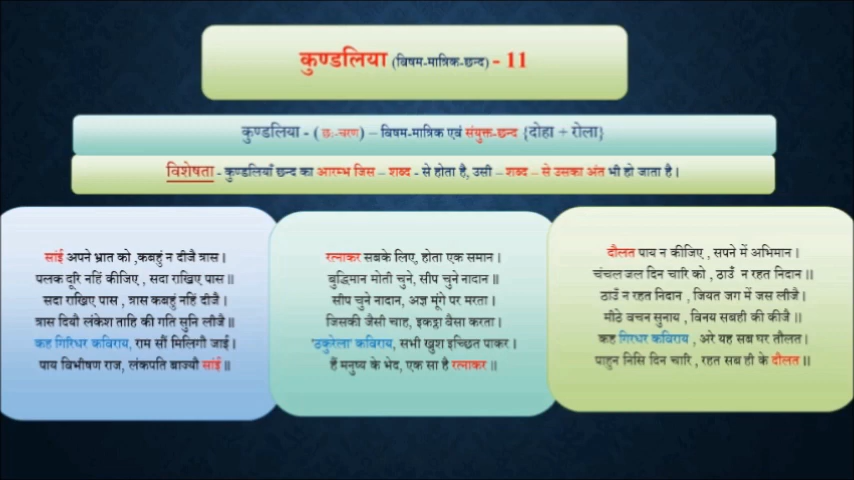 कुण्डलिया (विषम-मात्रिक-छन्द) - 11
कुण्डलिया - ( छः-चरण) – विषम-मात्रिक एवं संयुक्त-छन्द {दोहा + रोला}
विशेषता - कुण्डलियाँ छन्द का आरम्भ जिस – शब्द - से होता है, उसी – शब्द – से उसका अंत भी हो जाता है ।
सांई अपने भ्रात को ,कबहुं न दीजै त्रास ।
पलक दूरि नहिं कीजिए , सदा राखिए पास ॥
सदा राखिए पास , त्रास कबहुं नहिं दीजै ।
त्रास दियौ लंकेश ताहि की गति सुनि लीजै ॥
कह गिरिधर कविराय, राम सौं मिलिगौ जाई ।
पाय विभीषण राज, लंकपति बाज्यौ सांई ॥
रत्नाकर सबके लिए, होता एक समान ।
बुद्धिमान मोती चुने, सीप चुने नादान ॥
सीप चुने नादान, अज्ञ मूंगे पर मरता ।
जिसकी जैसी चाह, इकट्ठा वैसा करता ।
'ठकुरेला' कविराय, सभी खुश इच्छित पाकर ।
हैं मनुष्य के भेद, एक सा है रत्नाकर ॥
दौलत पाय न कीजिए , सपने में अभिमान ।
चंचल जल दिन चारि को , ठाउँ न रहत निदान ॥
ठाउँ न रहत निदान , जियत जग में जस लीजै ।
मीठे वचन सुनाय , विनय सबही की कीजै ॥
कह गिरधर कविराय , अरे यह सब घर तौलत ।
पाहुन निसि दिन चारि , रहत सब ही के दौलत ॥